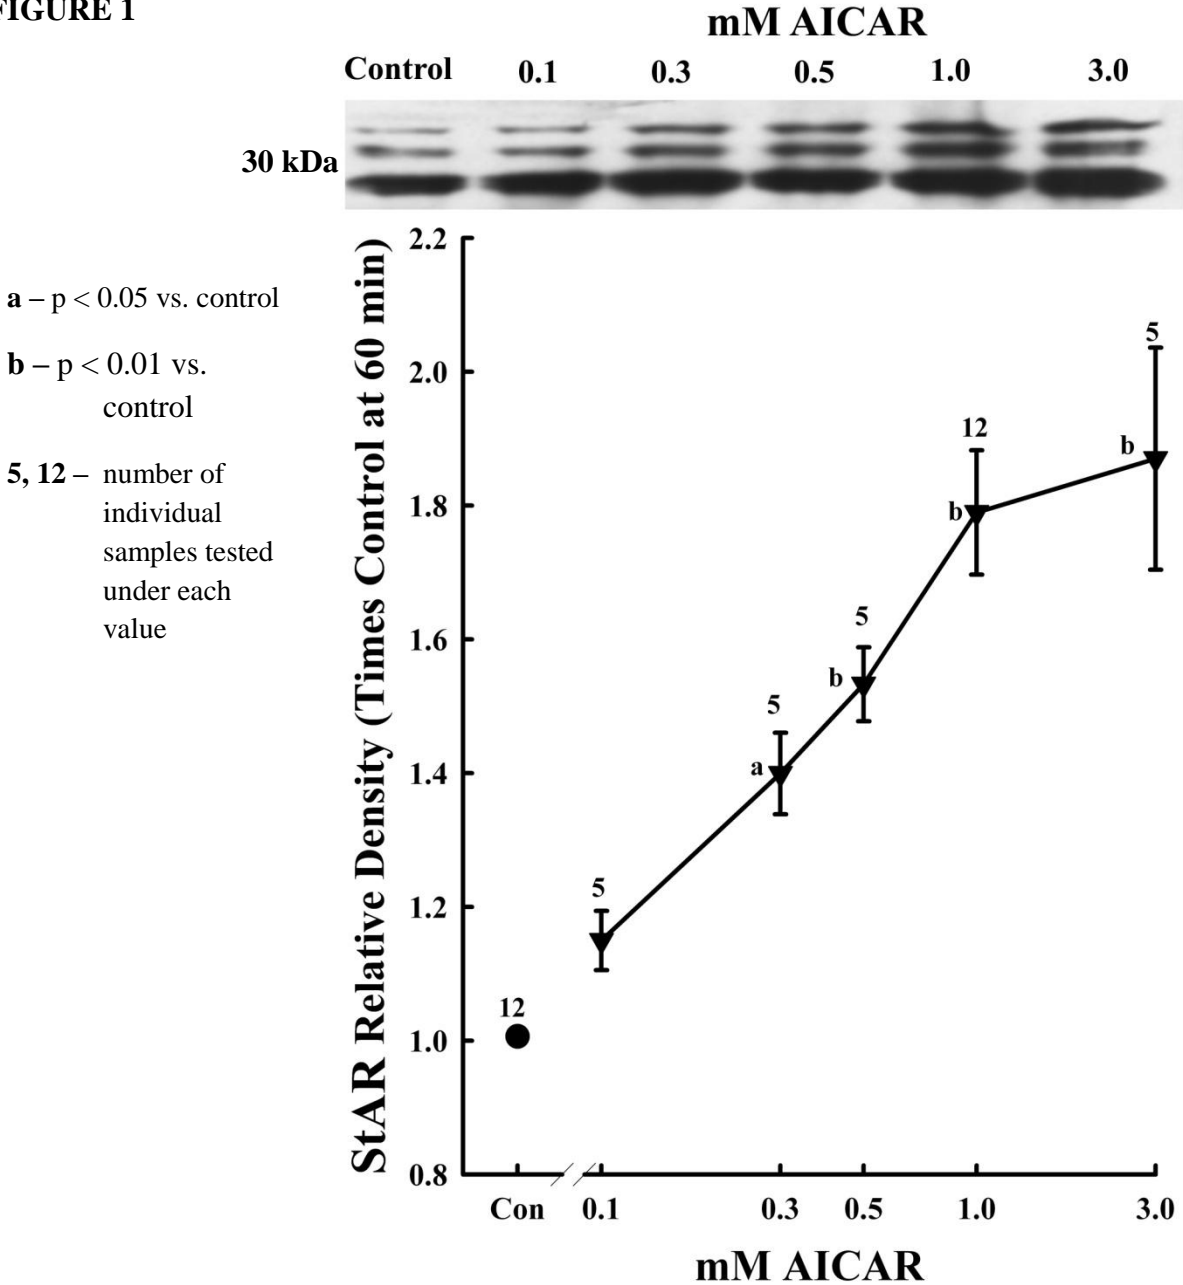 FIGURE 1
mM AICAR
Control 0.1 0.3 0.5 1.0 3.0
30 kDa
a – p < 0.05 vs. control
b – p < 0.01 vs.
control
5, 12 – number of
individual
samples tested
under each
value
StAR Relative Density (Times Control at 60 min)
2.2
2.0
1.8
1.6
1.4
1.2
1.0
0.8
5
12
b
b
5
b
5
a
5
12
Con 0.1 0.3 0.5 1.0 3.0
mM AICAR